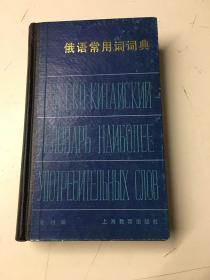 俄语常用词词典
РУССКО-КИТАЙСКИЙ
СЛОВАРЬ НАИБОЛЕЕ
УПОТРЕБИТЕЛЬНЫХ СЛОВ
上海教育出版社